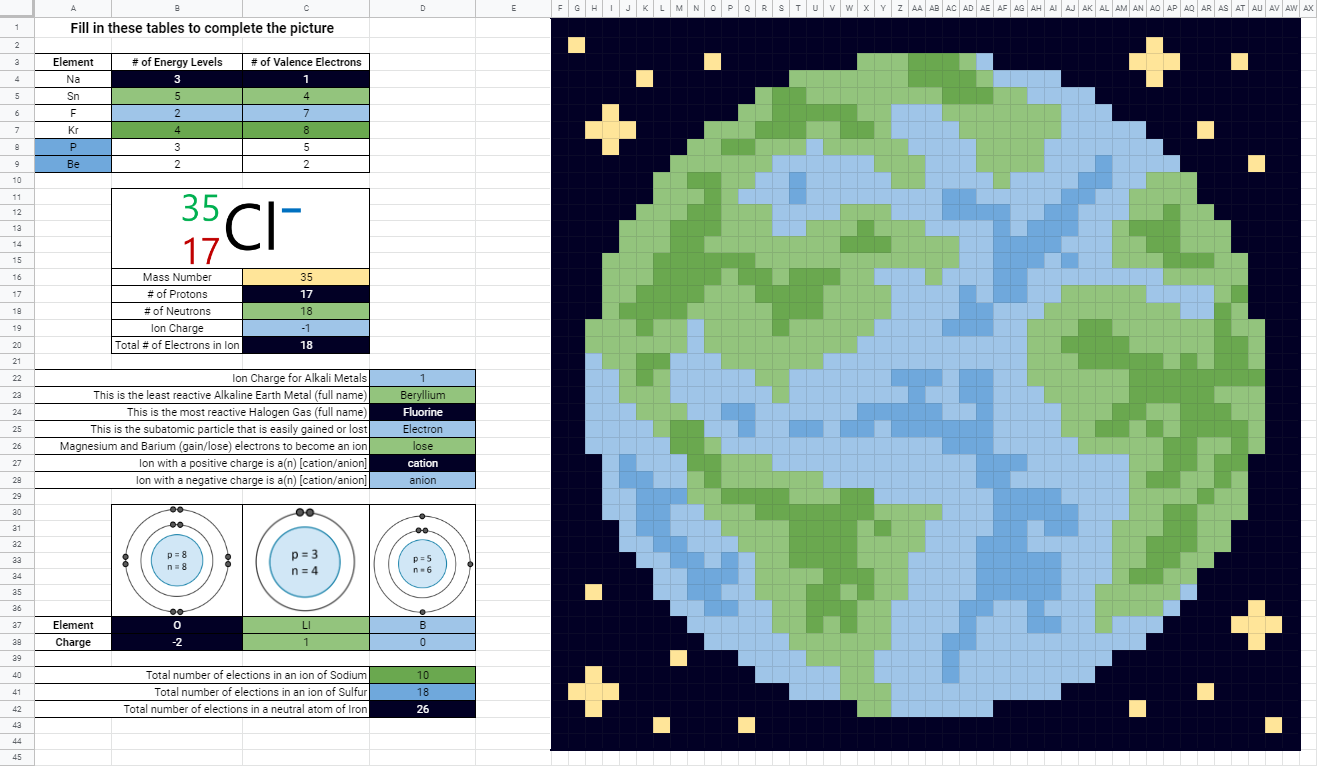 A B C D E F G H I J K L M N O P Q R S T U V W X Y Z AA AB AC AD AE AF AG AH AI AJ AK AL AM AN AO AP AQ AR AS AT AU AV AW AX
1 Fill in these tables to complete the picture
2
3 Element # of Energy Levels # of Valence Electrons
4 Na 3 1
5 Sn 5 4
6 F 2 7
7 Kr 4 8
8 P 3 5
9 Be 2 2
10
11 35
12 Cl–
13
14 17
15
16 Mass Number 35
17 # of Protons 17
18 # of Neutrons 18
19 Ion Charge -1
20 Total # of Electrons in Ion 18
21
22 Ion Charge for Alkali Metals 1
23 This is the least reactive Alkaline Earth Metal (full name) Beryllium
24 This is the most reactive Halogen Gas (full name) Fluorine
25 This is the subatomic particle that is easily gained or lost Electron
26 Magnesium and Barium (gain/lose) electrons to become an ion lose
27 Ion with a positive charge is a(n) [cation/anion] cation
28 Ion with a negative charge is a(n) [cation/anion] anion
29
30
31
32
33 p = 8 p = 3 p = 5
34 n = 8 n = 4 n = 6
35
36
37 Element O LI B
38 Charge -2 1 0
39
40 Total number of elections in an ion of Sodium 10
41 Total number of elections in an ion of Sulfur 18
42 Total number of elections in a neutral atom of Iron 26
43
44
45